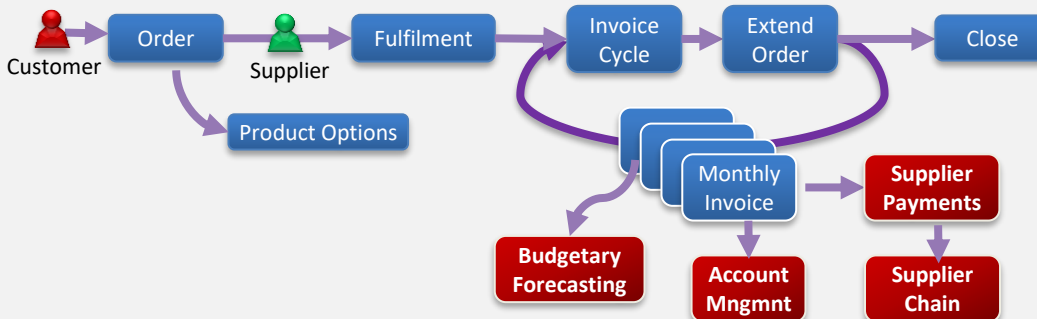 Customer
Order
Supplier
Fulfilment
Invoice
Cycle
Extend
Order
Close
Product Options
Monthly
Invoice
Supplier
Payments
Budgetary
Forecasting
Account
Mngmnt
Supplier
Chain